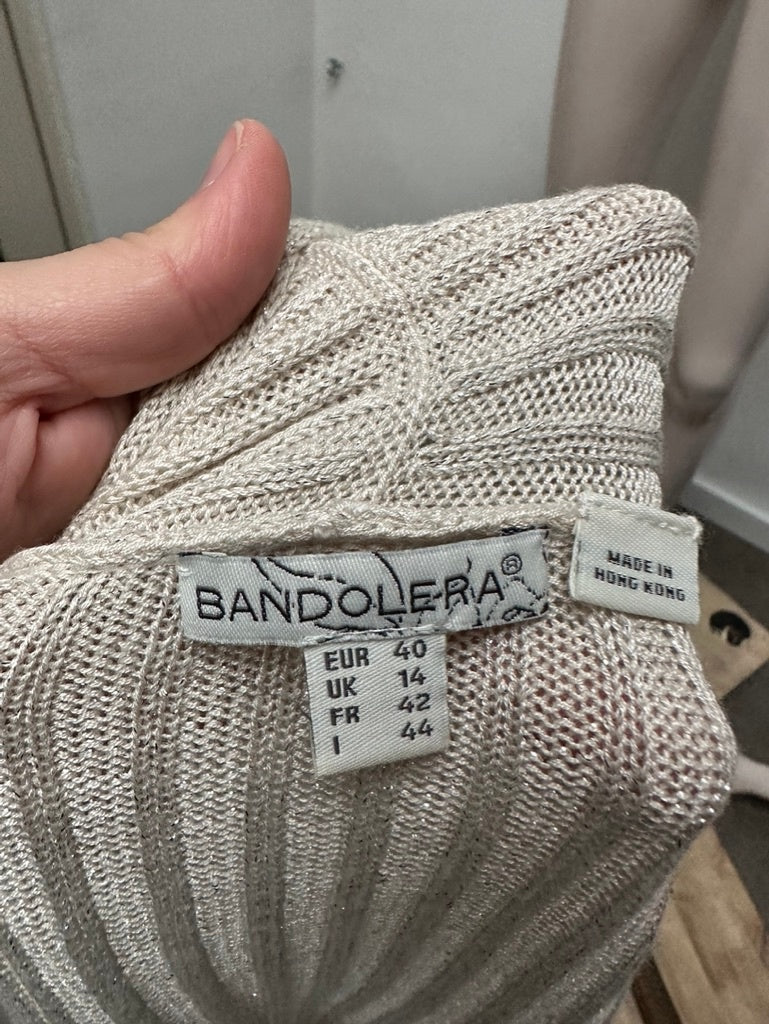 BANDOLERA®
MADE IN
HONG KONG
EUR 40
UK 14
FR 42
I 44